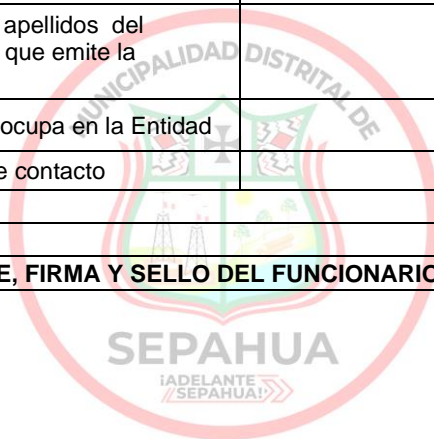 apellidos del
que emite la
ocupa en la Entidad
e contacto
E, FIRMA Y SELLO DEL FUNCIONARIO
MUNICIPALIDAD DISTRITAL DE
SEPAHUA
¡ADELANTE
SEPAHUA!